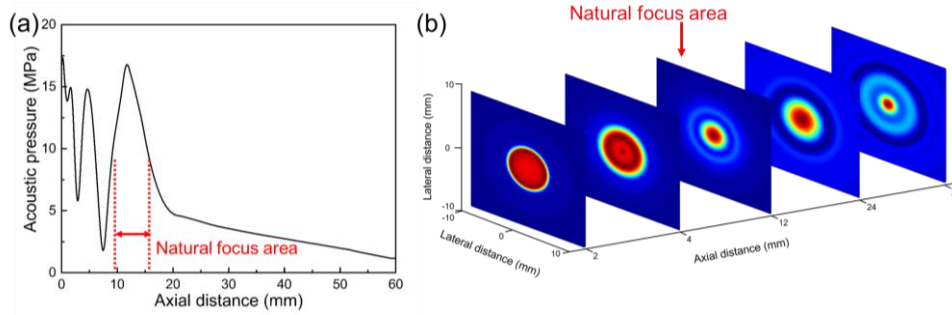 (a)
Acoustic pressure (MPa)
20
15
10
5
0
0 10 20 30 40 50 60
Axial distance (mm)
Natural focus area
(b)
Natural focus area
Lateral distance (mm)
10
0
-10
-10
0
10
Lateral distance (mm)
2
4
12
24
Axial distance (mm)